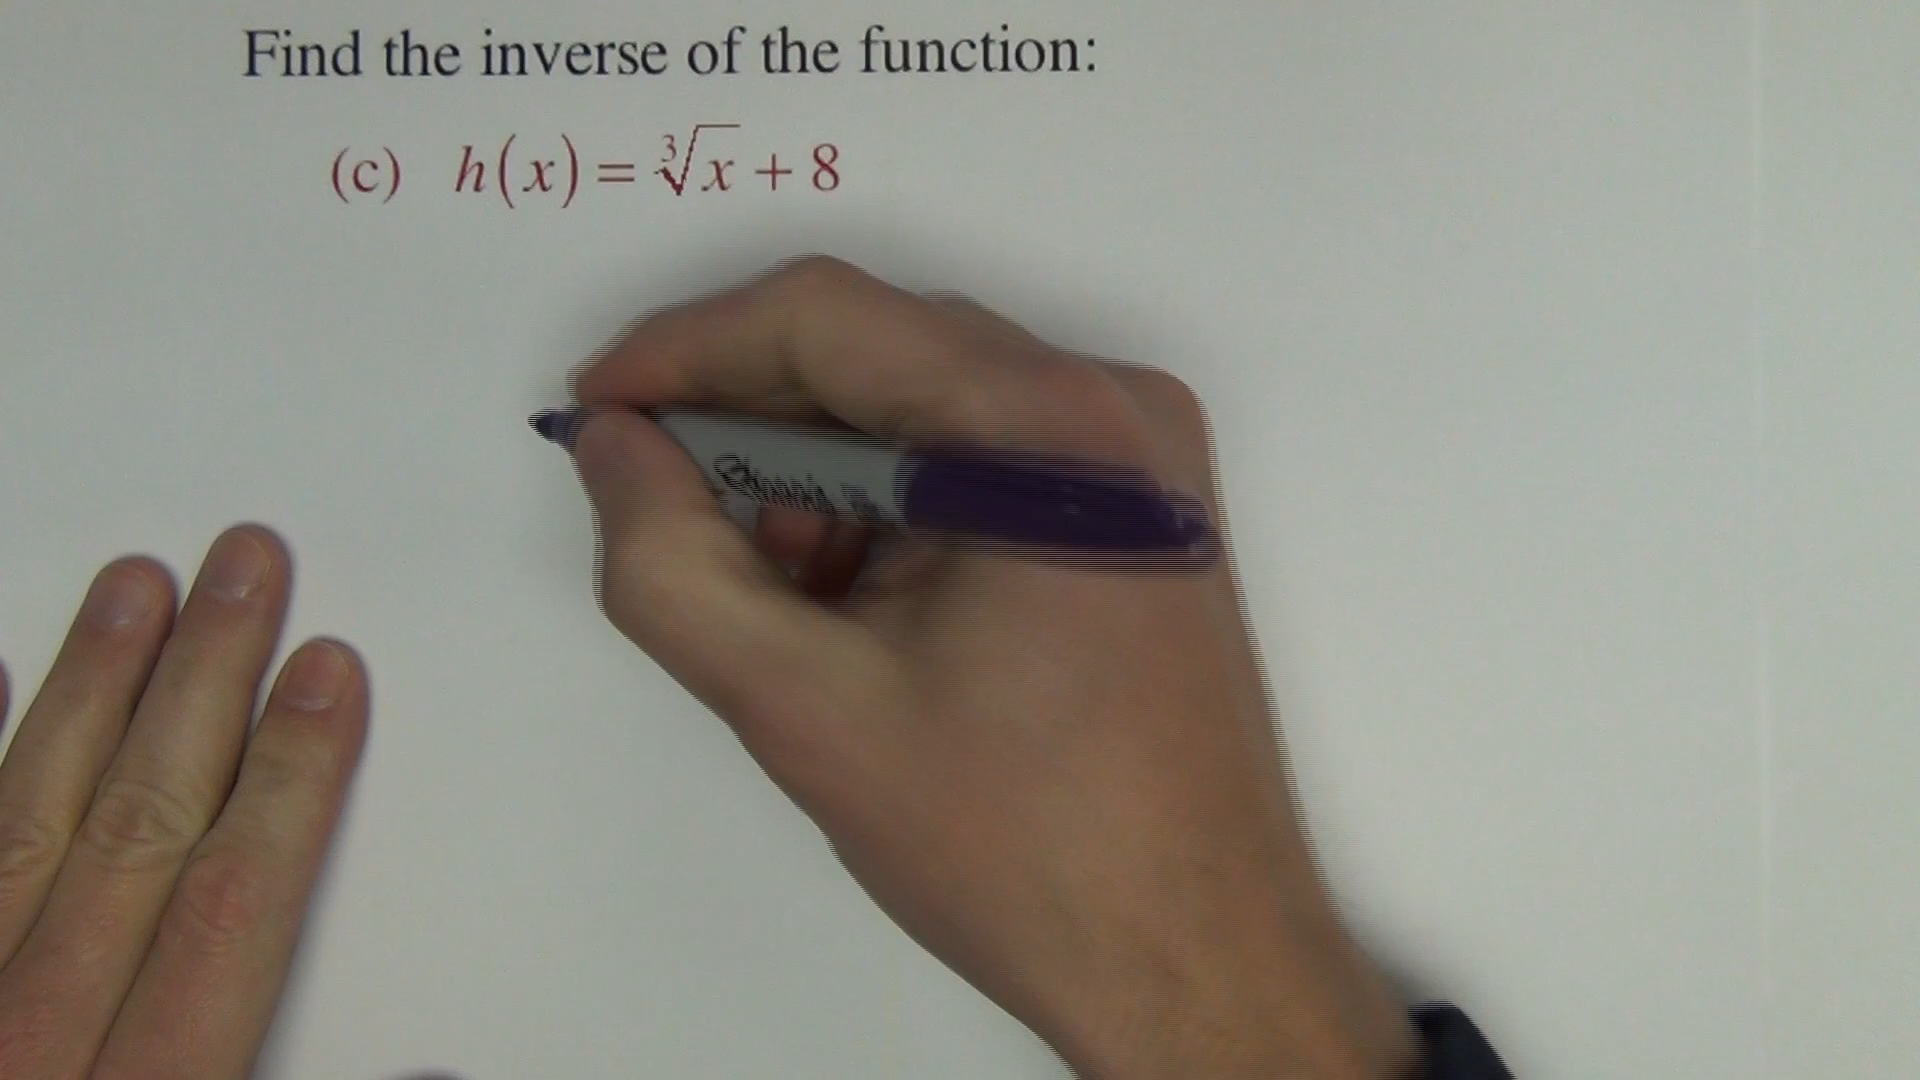 Find the inverse of the function:
(c) h(x) = ∛x + 8